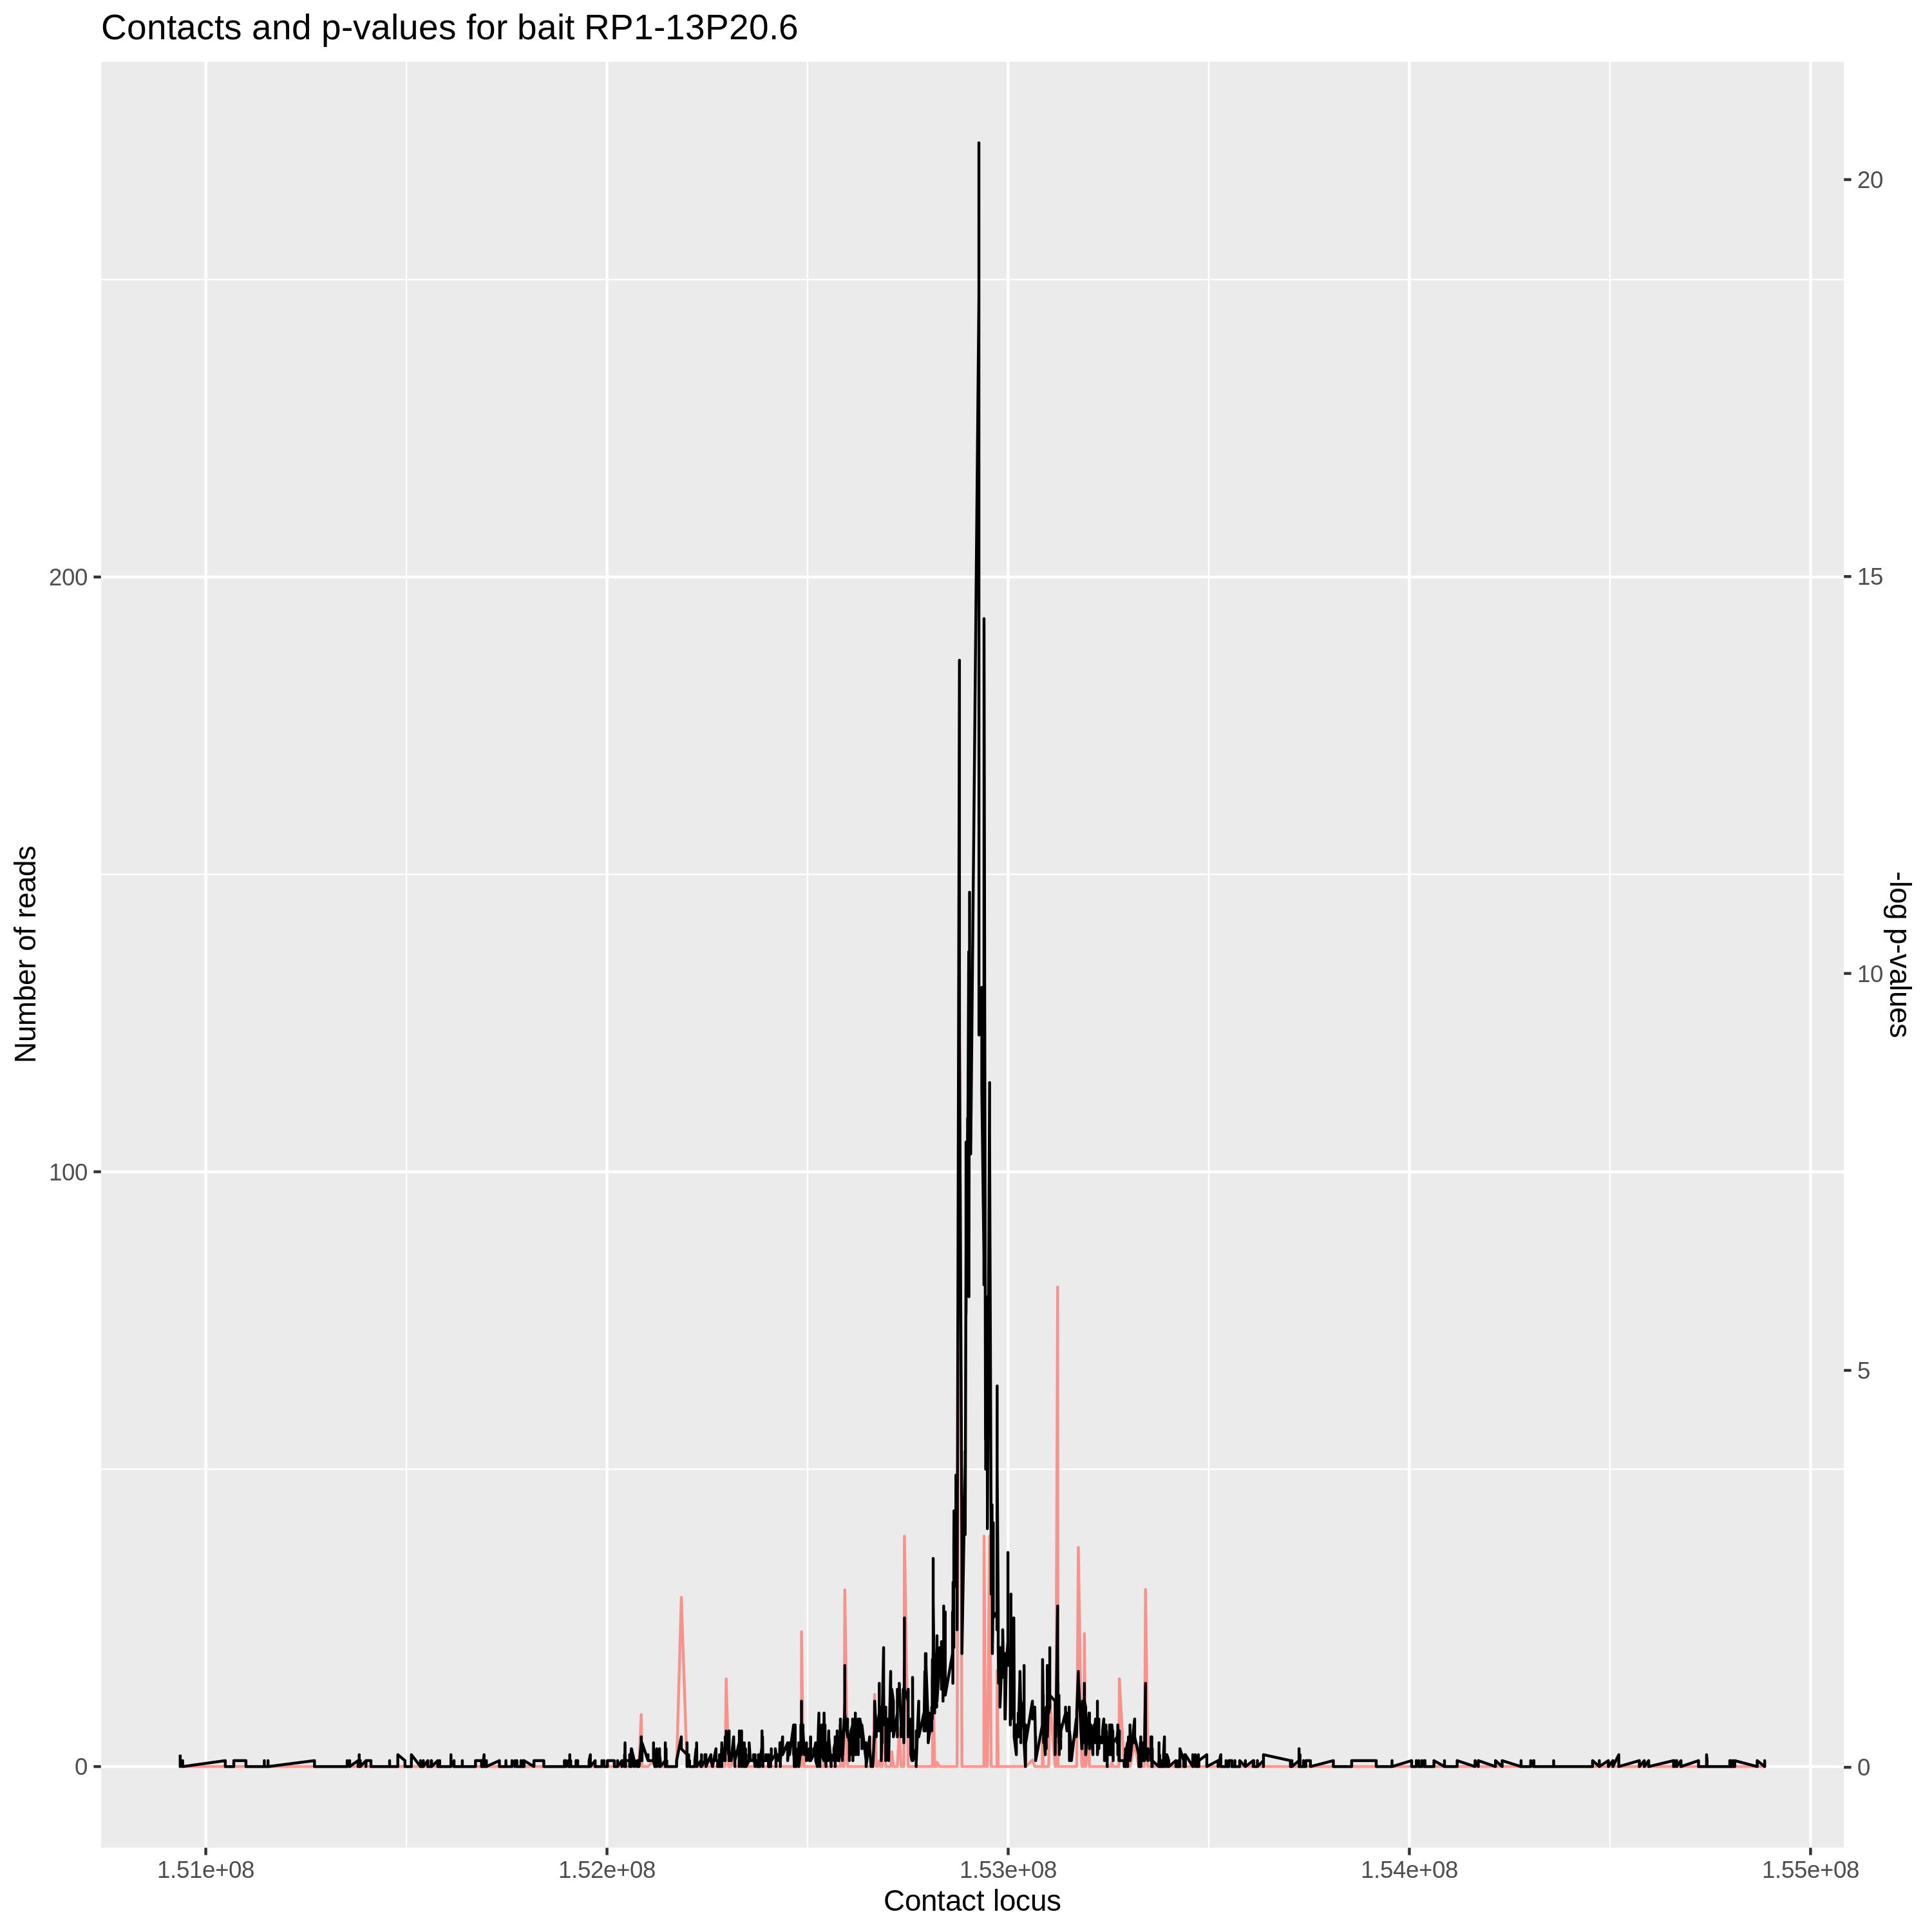 Contacts and p-values for bait RP1-13P20.6
Number of reads
200
100
0
20
15
10
5
0
-log p-values
1.51e+08
1.52e+08
1.53e+08
1.54e+08
1.55e+08
Contact locus